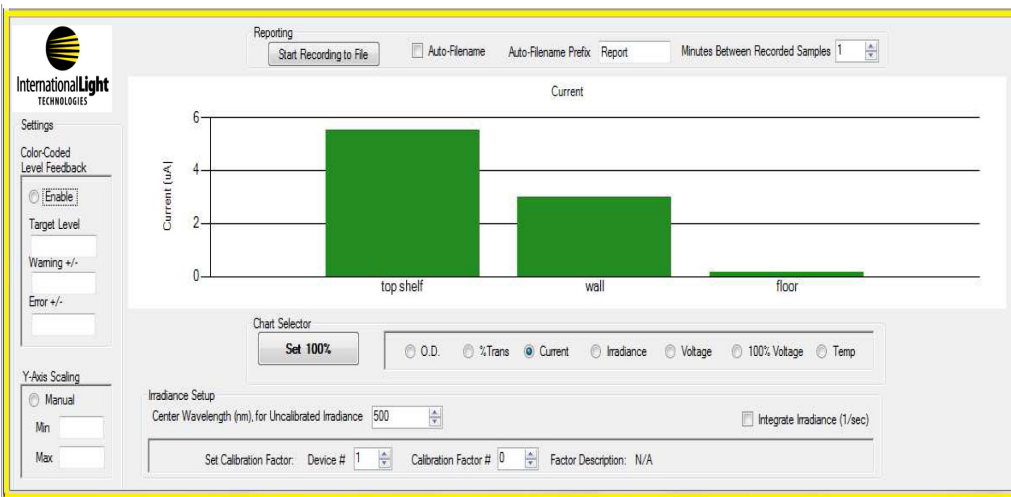 InternationalLight
TECHNOLOGIES
Reporting
Start Recording to File
Auto-Filename
Auto-Filename Prefix
Report
Minutes Between Recorded Samples
1
Settings
Color-Coded
Level Feedback
Enable
Target Level
Warning +/-
Error +/-
Y-Axis Scaling
Manual
Min
Max
Current
Current (uA)
6
4
2
0
top shelf
wall
floor
Chart Selector
Set 100%
O.D.
%Trans
Current
Irradiance
Voltage
100% Voltage
Temp
Irradiance Setup
Center Wavelength (nm), for Uncalibrated Irradiance
500
Integrate Irradiance (1/sec)
Set Calibration Factor:
Device #
1
Calibration Factor #
0
Factor Description:
N/A